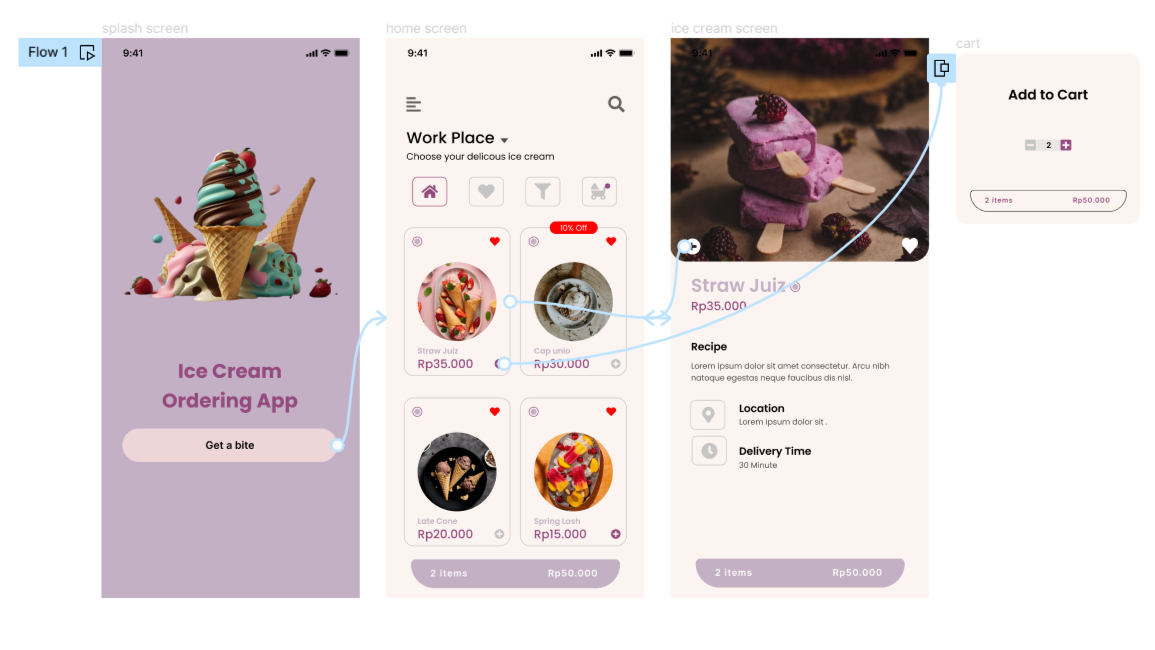 splash screen
Flow 1
9:41
Ice Cream
Ordering App
Get a bite
home screen
9:41
Work Place
Choose your delicous ice cream
10% Off
Straw Juiz
Rp35.000
Cap unio
Rp30.000
Late Cone
Rp20.000
Spring Lash
Rp15.000
2 items Rp50.000
ice cream screen
9:41
Straw Juiz
Rp35.000
Recipe
Lorem ipsum dolor sit amet consectetur. Arcu nibh
natoque egestas neque faucibus dis nisl.
Location
Lorem ipsum dolor sit .
Delivery Time
30 Minute
2 items Rp50.000
cart
Add to Cart
2
2 items Rp50.000